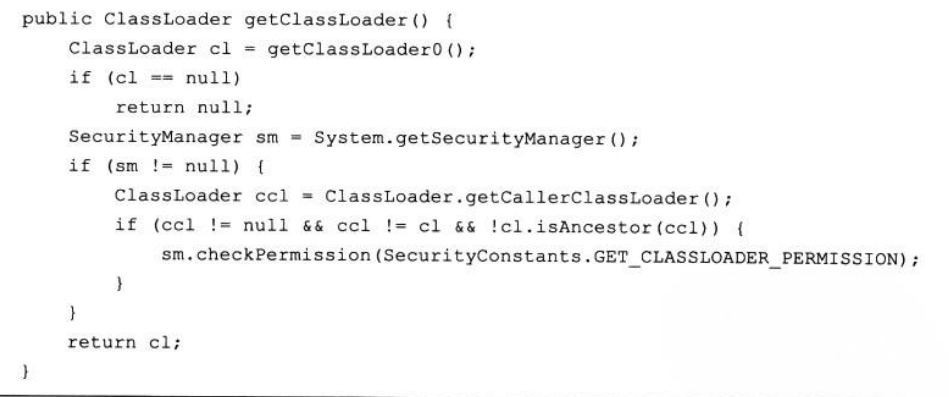 public ClassLoader getClassLoader() {
    ClassLoader cl = getClassLoader0();
    if (cl == null)
        return null;
    SecurityManager sm = System.getSecurityManager();
    if (sm != null) {
        ClassLoader ccl = ClassLoader.getCallerClassLoader();
        if (ccl != null && ccl != cl && !cl.isAncestor(ccl)) {
            sm.checkPermission(SecurityConstants.GET_CLASSLOADER_PERMISSION);
        }
    }
    return cl;
}